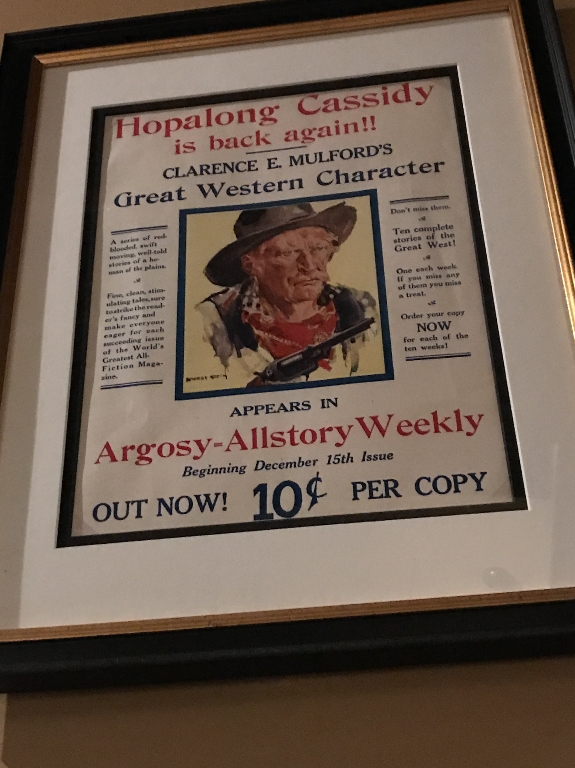 Hopalong Cassidy
is back again!!
CLARENCE E. MULFORD'S
Great Western Character
A series of red-
blooded, swift
moving, well-told
stories of a he-
man of the plains.
Fine, clean, stim-
ulating tales, sure
to strike the read-
er's fancy and
make everyone
eager for each
succeeding issue
of the World's
Greatest All-
Fiction Maga-
zine.
Don't miss them.
Ten complete
stories of the
Great West!
One each week.
If you miss any
of them you miss
a treat.
Order your copy
NOW
for each of the
ten weeks!
APPEARS IN
Argosy-Allstory Weekly
Beginning December 15th Issue
OUT NOW! 10¢ PER COPY